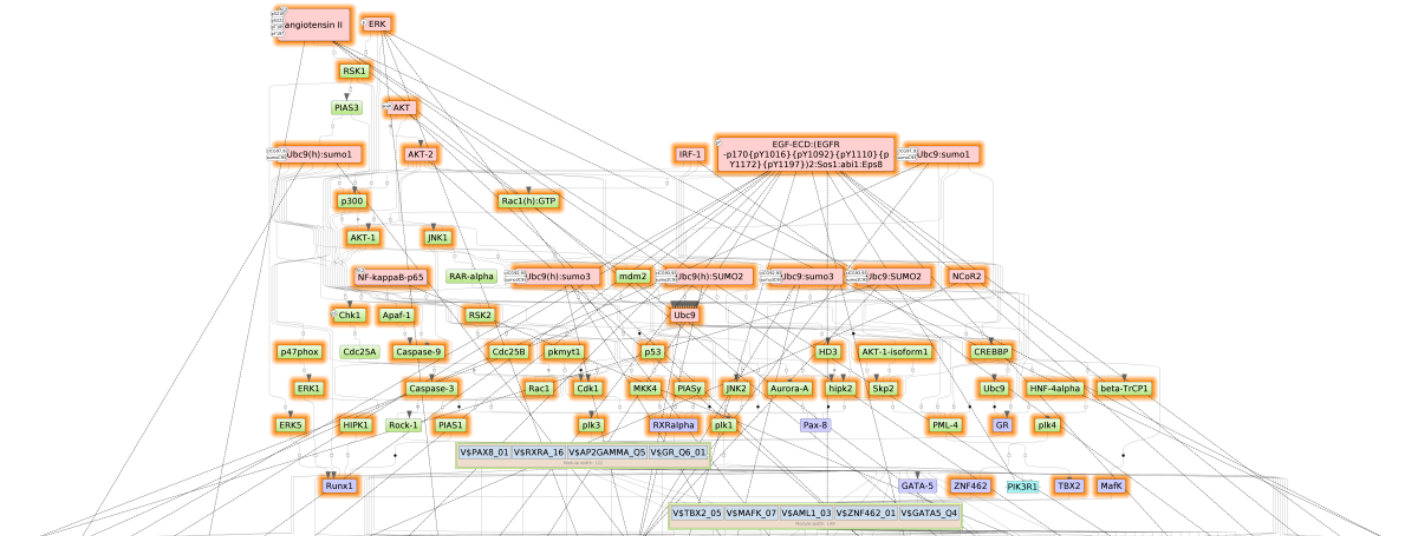 angiotensin II
ERK
RSK1
PIAS3
AKT
Ubc9(h):sumo1
AKT-2
IRF-1
EGF-ECD:(EGFR
-p170{pY1016}{pY1092}{pY1110}{p
Y1172}{pY1197})2:Sos1:abi1:Eps8
Ubc9:sumo1
p300
Rac1(h):GTP
AKT-1
JNK1
NF-kappaB-p65
RAR-alpha
Ubc9(h):sumo3
mdm2
Ubc9(h):SUMO2
Ubc9:sumo3
Ubc9:SUMO2
NCoR2
Chk1
Apaf-1
RSK2
Ubc9
p47phox
Cdc25A
Caspase-9
Cdc25B
pkmyt1
p53
HD3
AKT-1-isoform1
CREBBP
ERK1
Caspase-3
Rac1
Cdk1
MKK4
PIASy
JNK2
Aurora-A
hipk2
Skp2
Ubc9
HNF-4alpha
beta-TrCP1
ERK5
HIPK1
Rock-1
PIAS1
plk3
RXRalpha
plk1
Pax-8
PML-4
GR
plk4
V$PAX8_01 V$RXRA_16 V$AP2GAMMA_Q5 V$GR_Q6_01
Runx1
GATA-5
ZNF462
PIK3R1
TBX2
MafK
V$TBX2_05 V$MAFK_07 V$AML1_03 V$ZNF462_01 V$GATA5_Q4